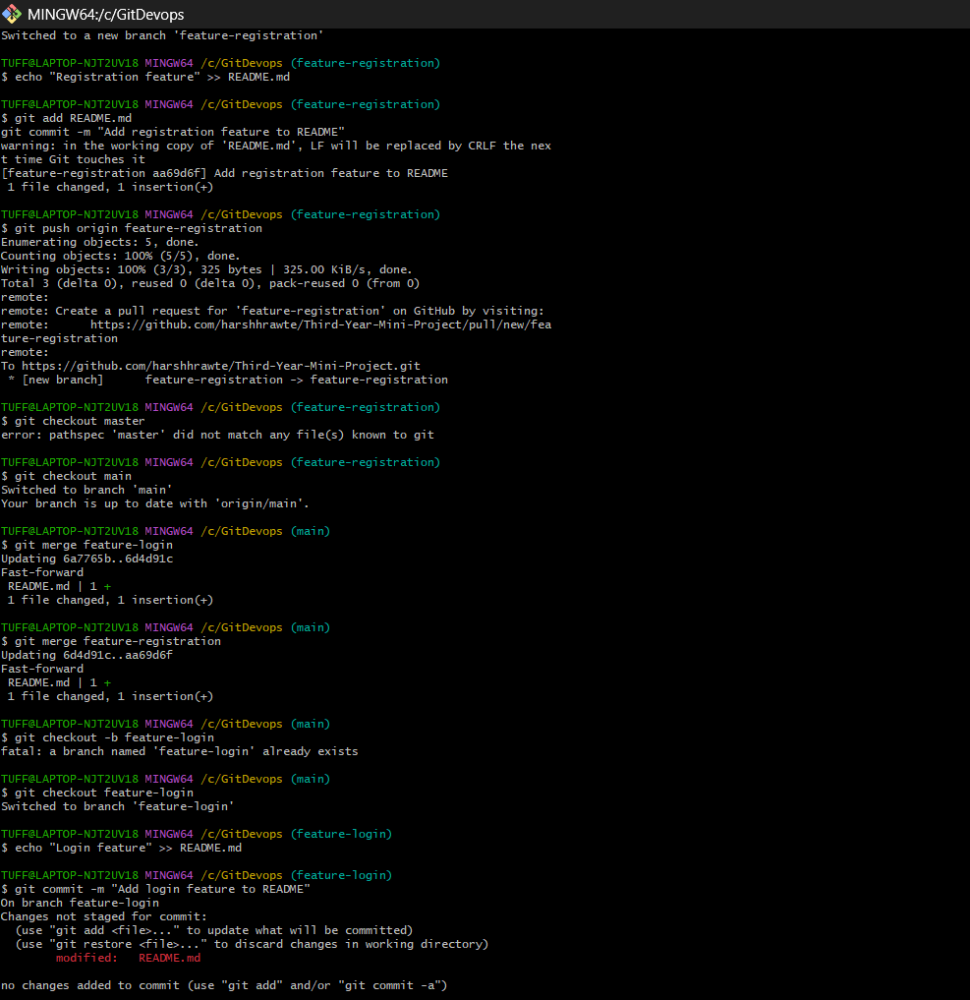 MINGW64:/c/GitDevops
Switched to a new branch 'feature-registration'
TUFF@LAPTOP-NJT2UV18 MINGW64 /c/GitDevops (feature-registration)
$ echo "Registration feature" >> README.md
TUFF@LAPTOP-NJT2UV18 MINGW64 /c/GitDevops (feature-registration)
$ git add README.md
git commit -m "Add registration feature to README"
warning: in the working copy of 'README.md', LF will be replaced by CRLF the nex
t time Git touches it
[feature-registration aa69d6f] Add registration feature to README
 1 file changed, 1 insertion(+)
TUFF@LAPTOP-NJT2UV18 MINGW64 /c/GitDevops (feature-registration)
$ git push origin feature-registration
Enumerating objects: 5, done.
Counting objects: 100% (5/5), done.
Writing objects: 100% (3/3), 325 bytes | 325.00 KiB/s, done.
Total 3 (delta 0), reused 0 (delta 0), pack-reused 0 (from 0)
remote:
remote: Create a pull request for 'feature-registration' on GitHub by visiting:
remote:      https://github.com/harshhrawte/Third-Year-Mini-Project/pull/new/fea
ture-registration
remote:
To https://github.com/harshhrawte/Third-Year-Mini-Project.git
 * [new branch]      feature-registration -> feature-registration
TUFF@LAPTOP-NJT2UV18 MINGW64 /c/GitDevops (feature-registration)
$ git checkout master
error: pathspec 'master' did not match any file(s) known to git
TUFF@LAPTOP-NJT2UV18 MINGW64 /c/GitDevops (feature-registration)
$ git checkout main
Switched to branch 'main'
Your branch is up to date with 'origin/main'.
TUFF@LAPTOP-NJT2UV18 MINGW64 /c/GitDevops (main)
$ git merge feature-login
Updating 6a7765b..6d4d91c
Fast-forward
 README.md | 1 +
 1 file changed, 1 insertion(+)
TUFF@LAPTOP-NJT2UV18 MINGW64 /c/GitDevops (main)
$ git merge feature-registration
Updating 6d4d91c..aa69d6f
Fast-forward
 README.md | 1 +
 1 file changed, 1 insertion(+)
TUFF@LAPTOP-NJT2UV18 MINGW64 /c/GitDevops (main)
$ git checkout -b feature-login
fatal: a branch named 'feature-login' already exists
TUFF@LAPTOP-NJT2UV18 MINGW64 /c/GitDevops (main)
$ git checkout feature-login
Switched to branch 'feature-login'
TUFF@LAPTOP-NJT2UV18 MINGW64 /c/GitDevops (feature-login)
$ echo "Login feature" >> README.md
TUFF@LAPTOP-NJT2UV18 MINGW64 /c/GitDevops (feature-login)
$ git commit -m "Add login feature to README"
On branch feature-login
Changes not staged for commit:
  (use "git add <file>..." to update what will be committed)
  (use "git restore <file>..." to discard changes in working directory)
        modified:   README.md
no changes added to commit (use "git add" and/or "git commit -a")